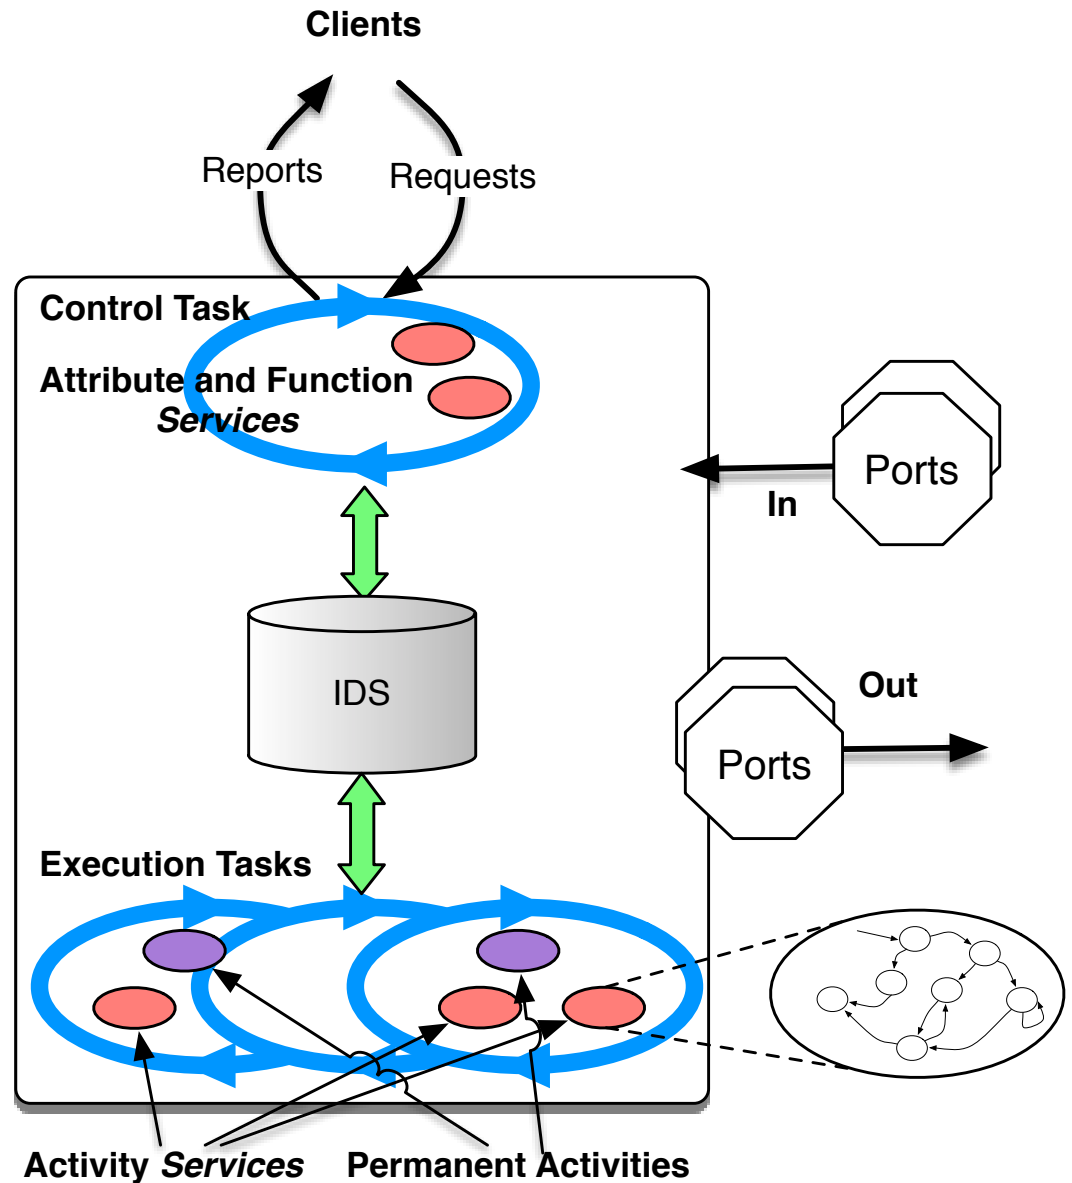 Clients
Reports
Requests
Control Task
Attribute and Function
Services
Ports
In
IDS
Out
Ports
Execution Tasks
Activity Services
Permanent Activities